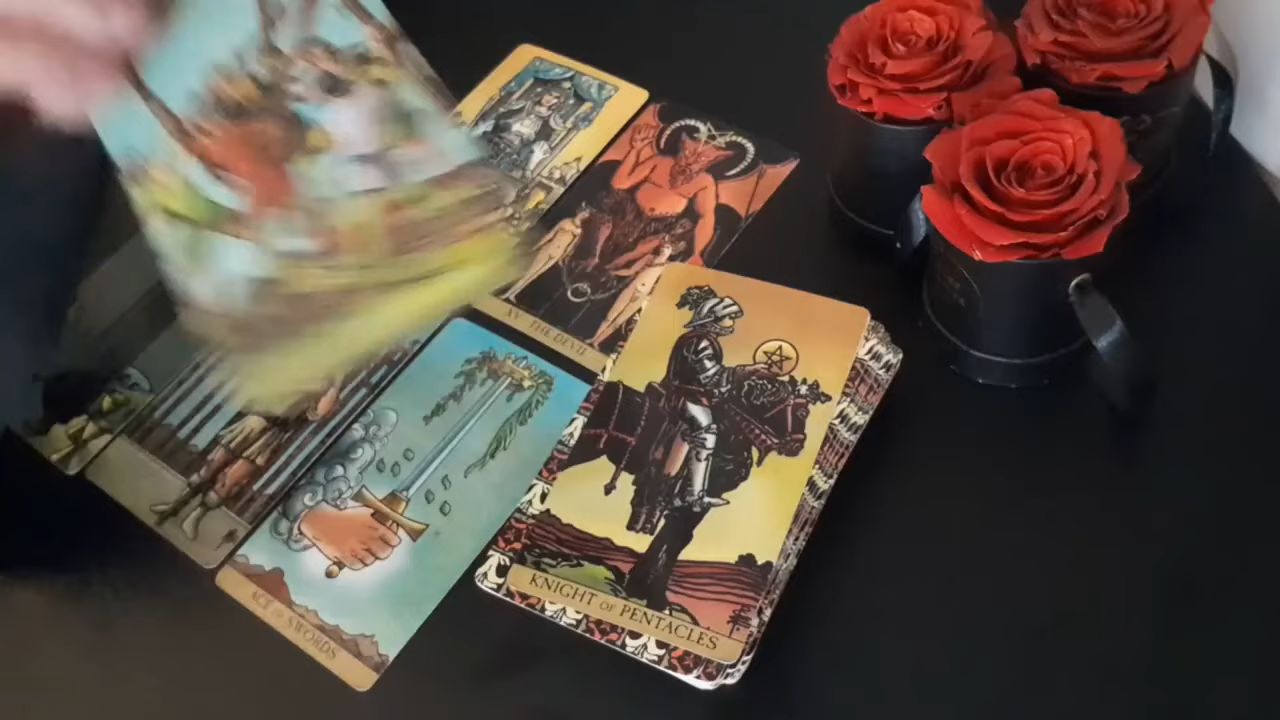 XV THE DEVIL
ACE OF SWORDS
KNIGHT OF PENTACLES